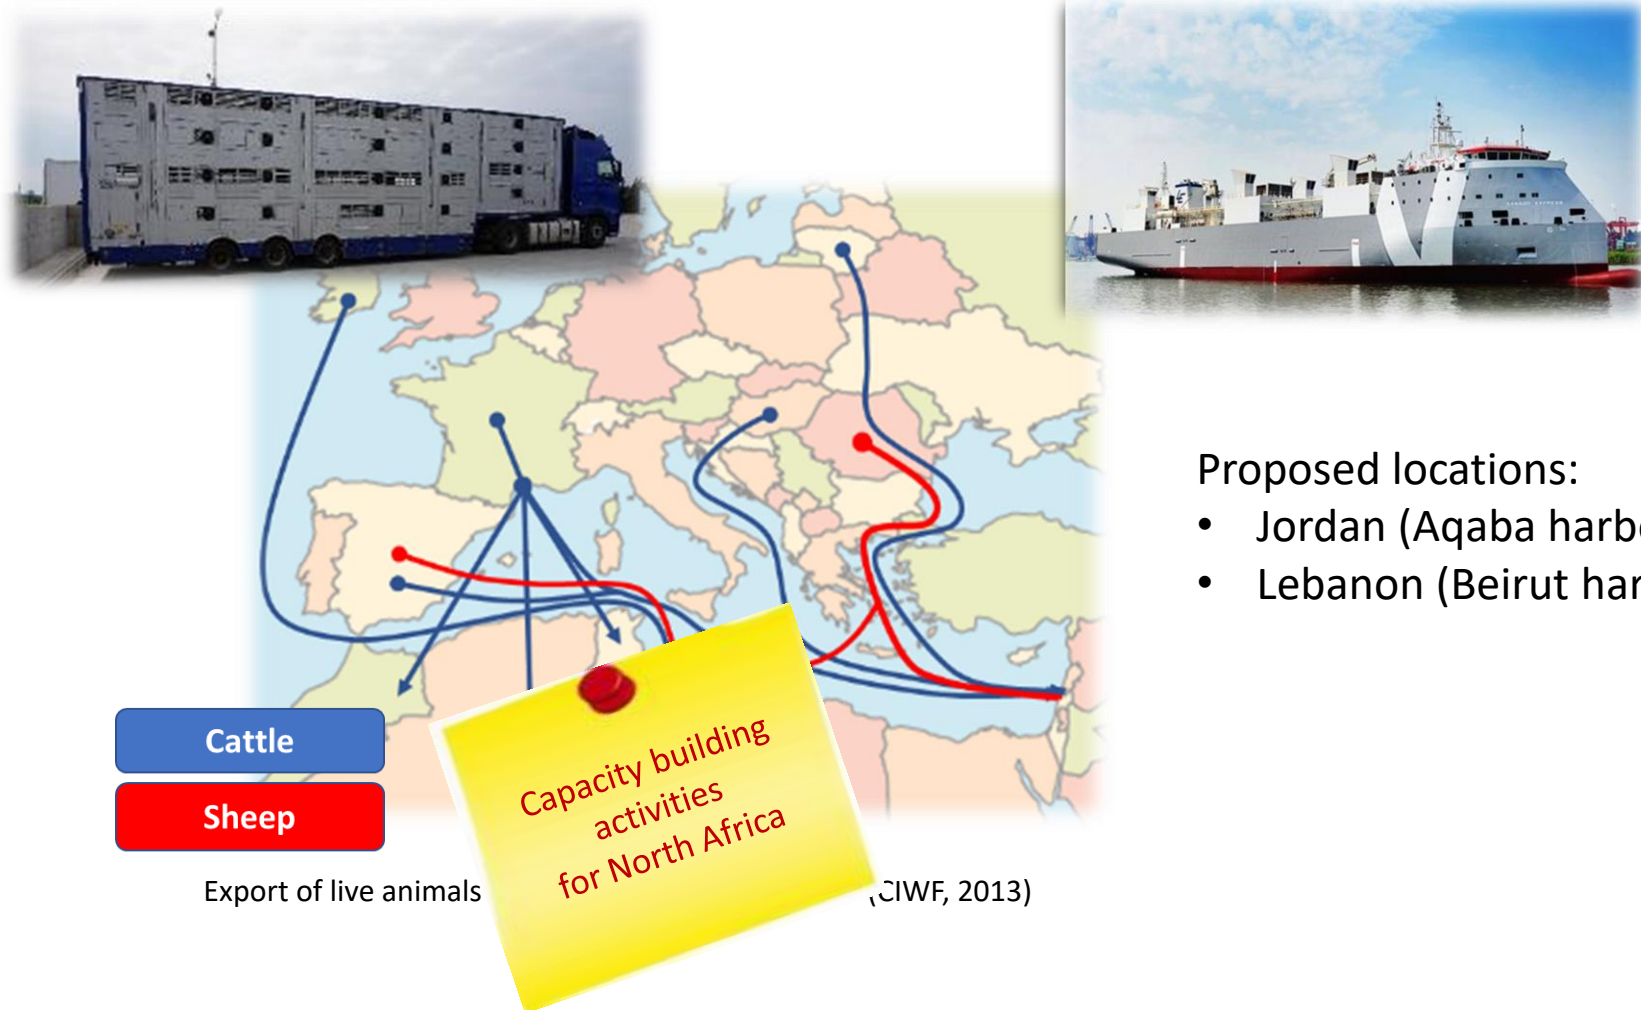 Proposed locations:
• Jordan (Aqaba
• Lebanon (Beirut
Cattle
Sheep
Capacity building
activities
for North Africa
Export of live animals
CIWF, 2013)